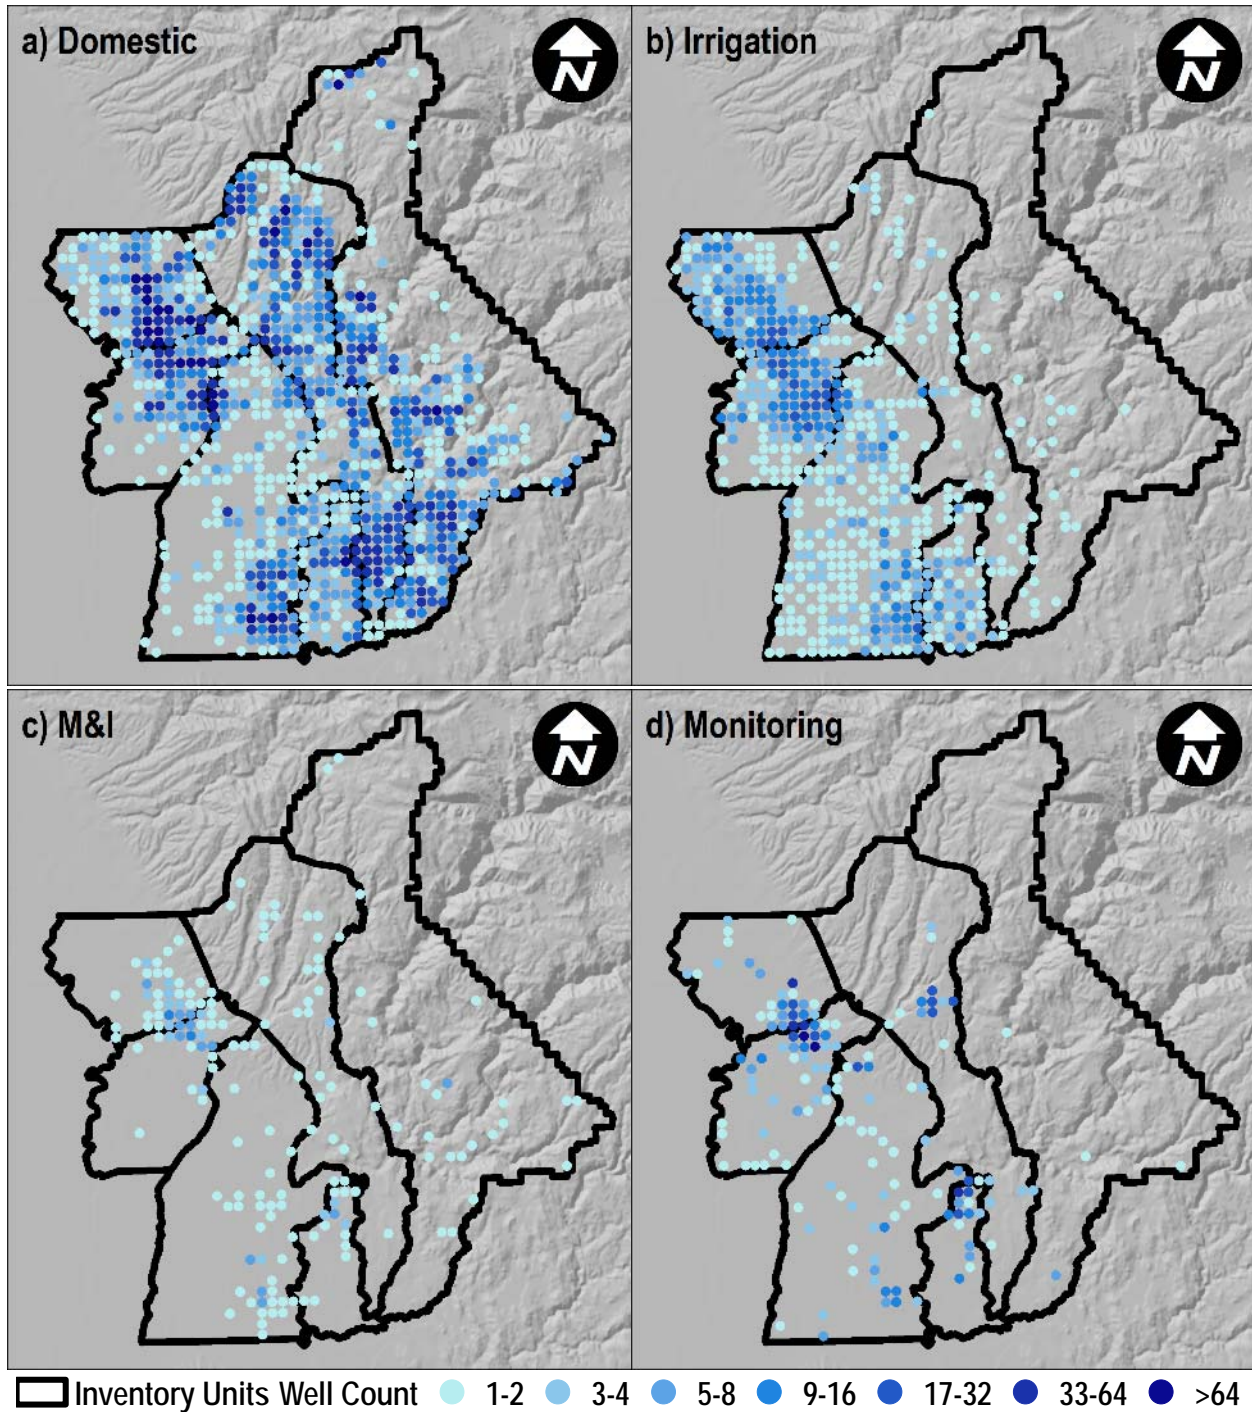 a) Domestic
N
b) Irrigation
N
c) M&I
N
d) Monitoring
N
Inventory Units Well Count 1-2 3-4 5-8 9-16 17-32 33-64 >64